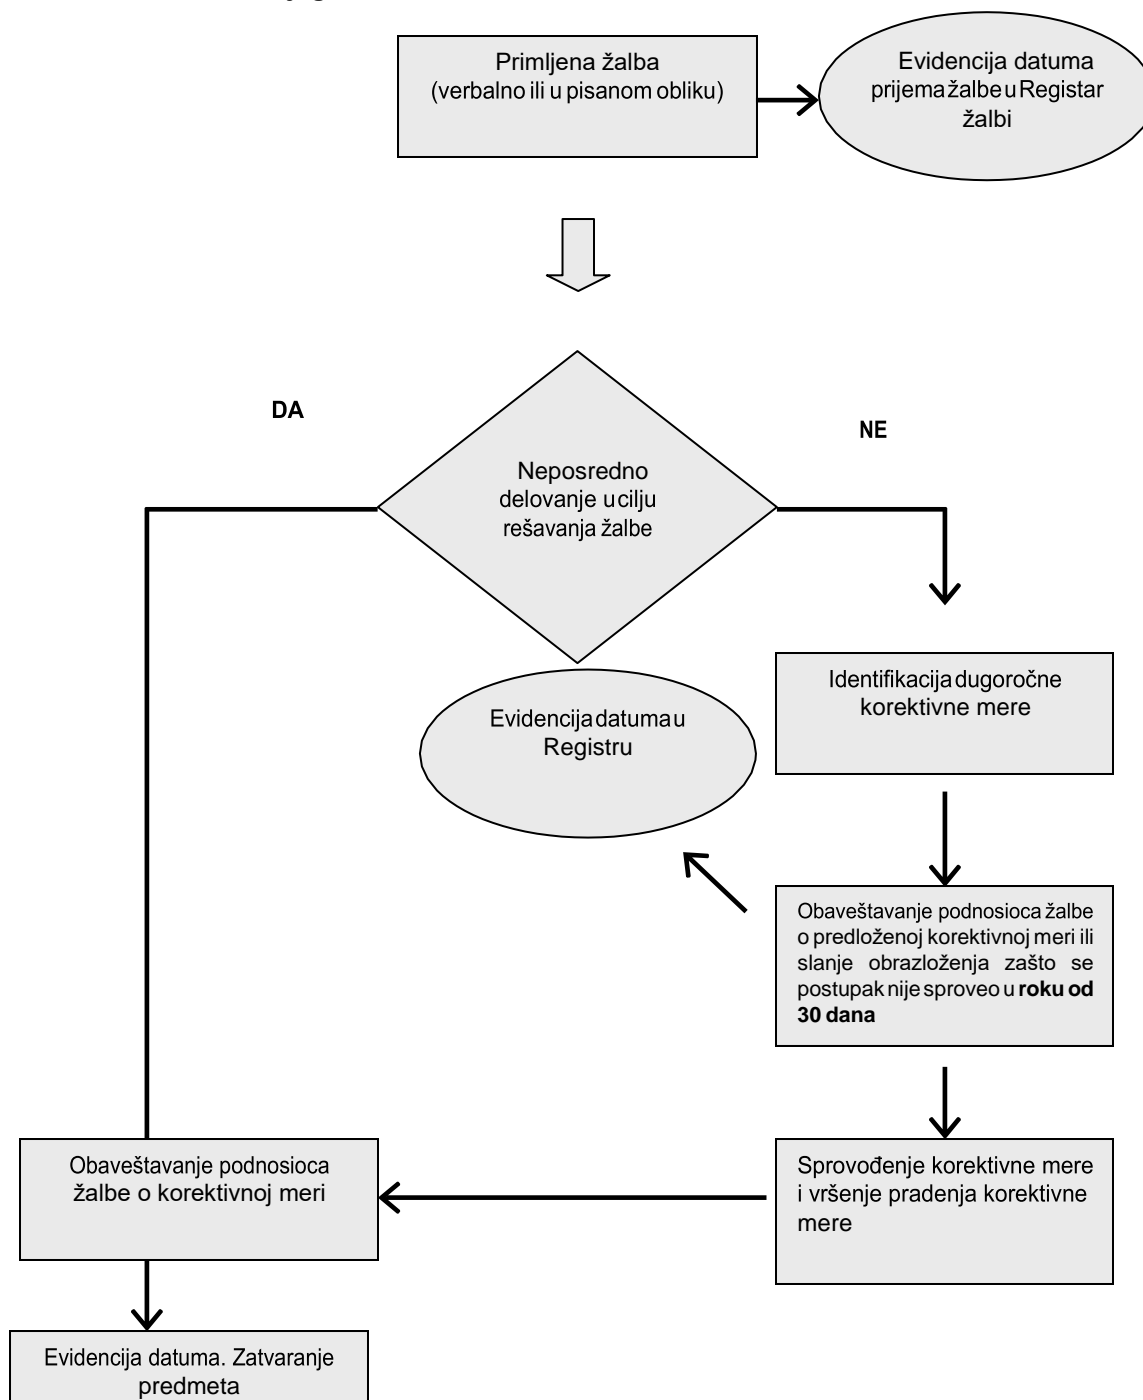 Primljena žalba
(verbalno ili u pisanom obliku)
Evidencija datuma
prijema žalbe u Registar
žalbi
DA
NE
Neposredno
delovanje u cilju
rešavanja žalbe
Identifikacija dugoročne
korektivne mere
Evidencija datuma u
Registru
Obaveštavanje podnosioca žalbe
o predloženoj korektivnoj meri ili
slanje obrazloženja zašto se
postupak nije sproveo u roku od
30 dana
Obaveštavanje podnosioca
žalbe o korektivnoj meri
Sprovođenje korektivne mere
i vršenje pradenja korektivne
mere
Evidencija datuma. Zatvaranje
predmeta